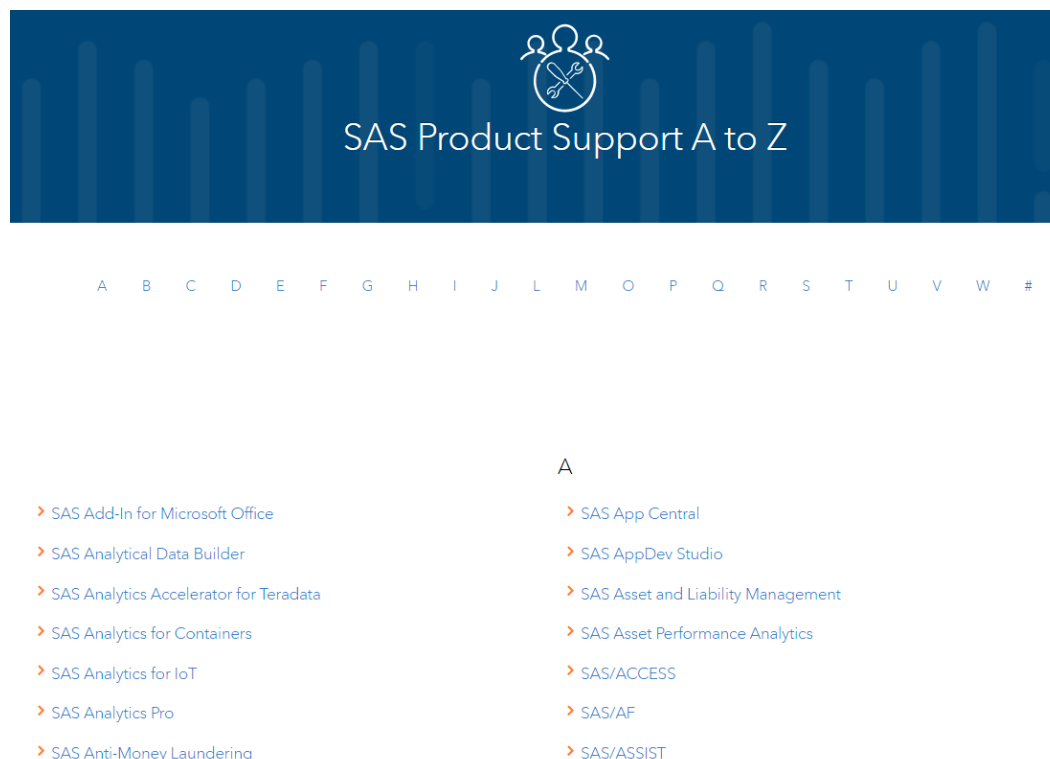 SAS Product Support A to Z
A B C D E F G H I J L M O P Q R S T U V W #
A
SAS Add-In for Microsoft Office
SAS Analytical Data Builder
SAS Analytics Accelerator for Teradata
SAS Analytics for Containers
SAS Analytics for IoT
SAS Analytics Pro
SAS Anti-Money Laundering
SAS App Central
SAS AppDev Studio
SAS Asset and Liability Management
SAS Asset Performance Analytics
SAS/ACCESS
SAS/AF
SAS/ASSIST